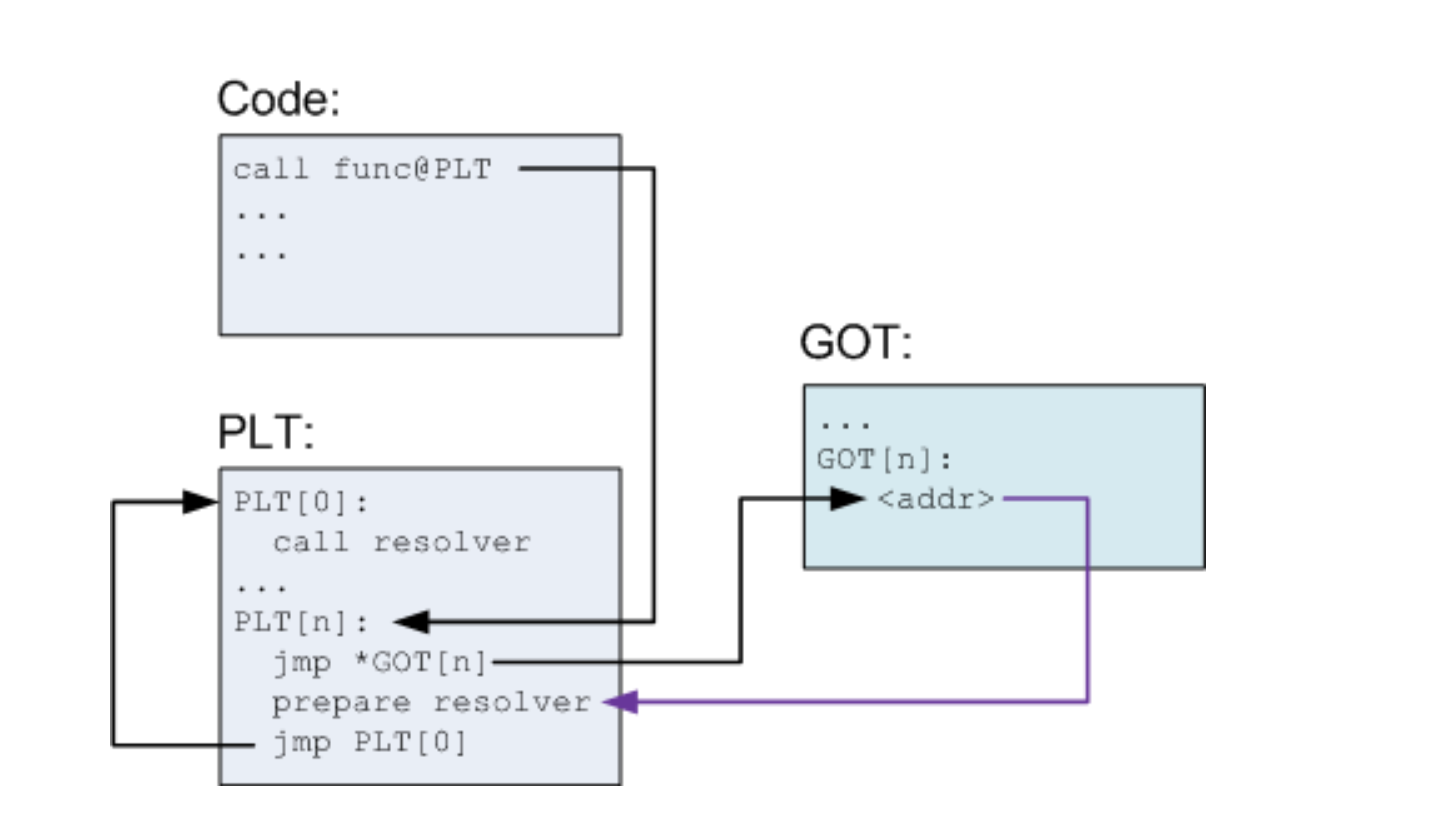 Code:
call func@PLT
...
...
PLT:
PLT[0]:
call resolver
...
PLT[n]:
jmp *GOT[n]
prepare resolver
jmp PLT[0]
GOT:
...
GOT[n]:
<addr>